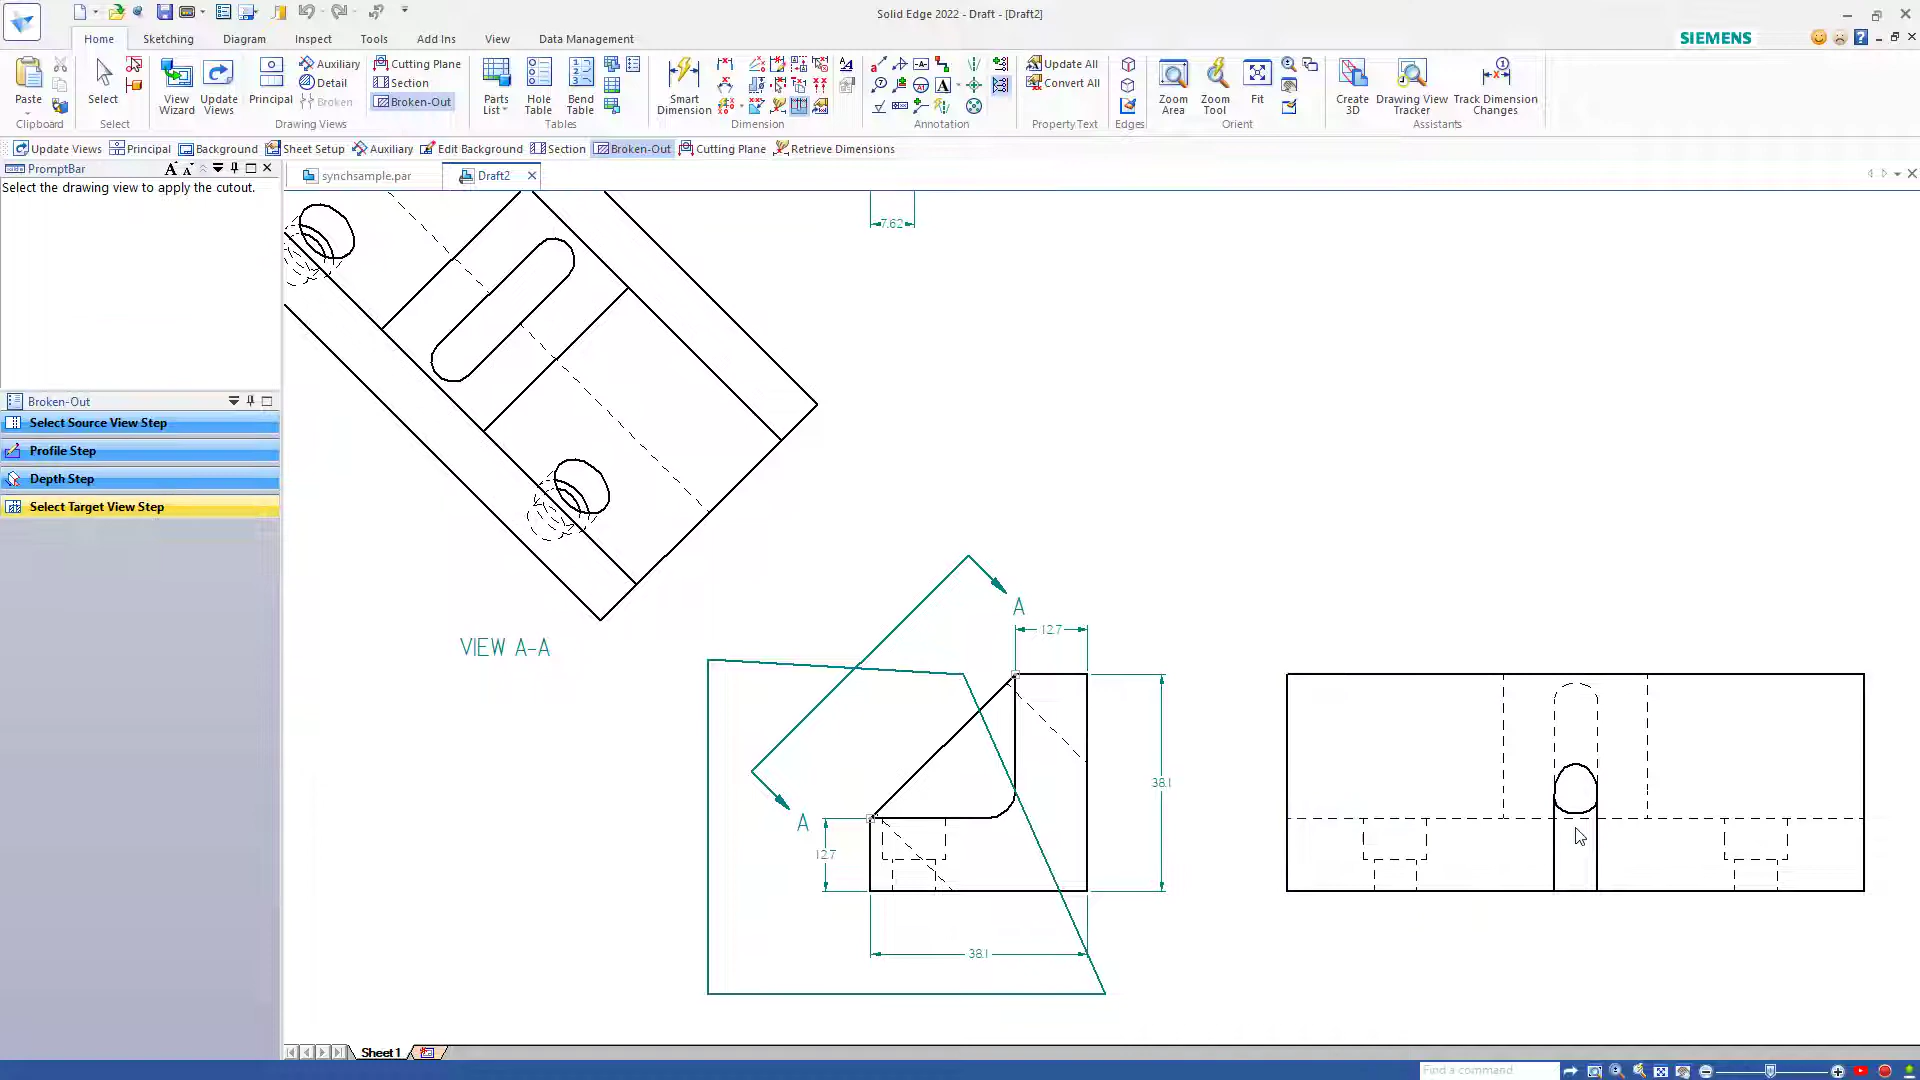 Solid Edge 2022 - Draft - [Draft2]
Home Sketching Diagram Inspect Tools Add Ins View Data Management
SIEMENS
Paste Select View Wizard Update Views Principal Auxiliary Detail Broken Cutting Plane Section Broken-Out Parts List Hole Table Bend Table Smart Dimension Update All Convert All Zoom Area Zoom Tool Fit Create 3D Drawing View Tracker Track Dimension Changes
Clipboard Select Drawing Views Tables Dimension Annotation Property Text Edges Orient Assistants
Update Views Principal Background Sheet Setup Auxiliary Edit Background Section Broken-Out Cutting Plane Retrieve Dimensions
PromptBar
synchsample.par Draft2
Select the drawing view to apply the cutout.
7.62
Broken-Out
Select Source View Step
Profile Step
Depth Step
Select Target View Step
A
12.7
VIEW A-A
38.1
A
12.7
38.1
Sheet1
Find a command